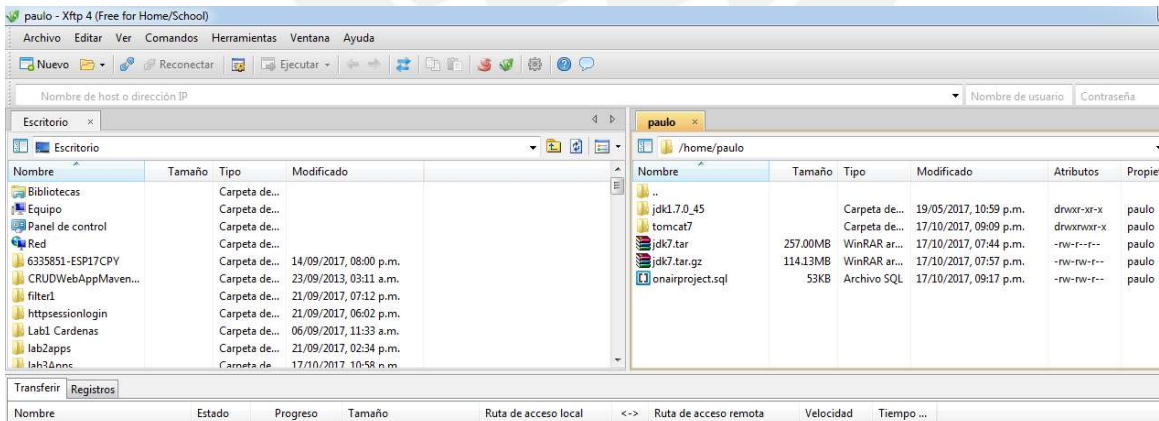 paulo - Xftp 4 (Free for Home/School)
Archivo Editar Ver Comandos Herramientas Ventana Ayuda
Nuevo Reconectar Ejecutar
Nombre de host o dirección IP Nombre de usuario Contraseña
Escritorio
Escritorio
Nombre Tamaño Tipo Modificado
Bibliotecas Carpeta de...
Equipo Carpeta de...
Panel de control Carpeta de...
Red Carpeta de...
6335851-ESP17CPY Carpeta de... 14/09/2017, 08:00 p.m.
CRUDWebAppMaven... Carpeta de... 23/09/2013, 03:11 a.m.
filter1 Carpeta de... 21/09/2017, 07:12 p.m.
httpsessionlogin Carpeta de... 21/09/2017, 06:02 p.m.
Lab1 Cardenas Carpeta de... 06/09/2017, 11:33 a.m.
lab2apps Carpeta de... 21/09/2017, 02:34 p.m.
lab3Apps Carpeta de... 17/10/2017, 10:58 p.m.
paulo
/home/paulo
Nombre Tamaño Tipo Modificado Atributos Propie
..
jdk1.7.0_45 Carpeta de... 19/05/2017, 10:59 p.m. drwxr-xr-x paulo
tomcat7 Carpeta de... 17/10/2017, 09:09 p.m. drwxrwxr-x paulo
jdk7.tar 257.00MB WinRAR ar... 17/10/2017, 07:44 p.m. -rw-r--r-- paulo
jdk7.tar.gz 114.13MB WinRAR ar... 17/10/2017, 07:57 p.m. -rw-rw-r-- paulo
onairproject.sql 53KB Archivo SQL 17/10/2017, 09:17 p.m. -rw-rw-r-- paulo
Transferir Registros
Nombre Estado Progreso Tamaño Ruta de acceso local <-> Ruta de acceso remota Velocidad Tiempo ...